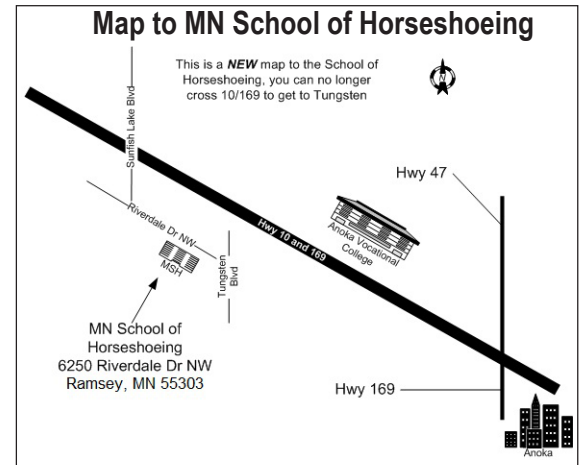 Map to MN School of Horseshoeing
This is a NEW map to the School of
Horseshoeing, you can no longer
cross 10/169 to get to Tungsten
N
Sunfish Lake Blvd
Hwy 47
Riverdale Dr NW
Anoka Vocational
College
Hwy 10 and 169
MSH
Tungsten
Blvd
MN School of
Horseshoeing
6250 Riverdale Dr NW
Ramsey, MN 55303
Hwy 169
Anoka